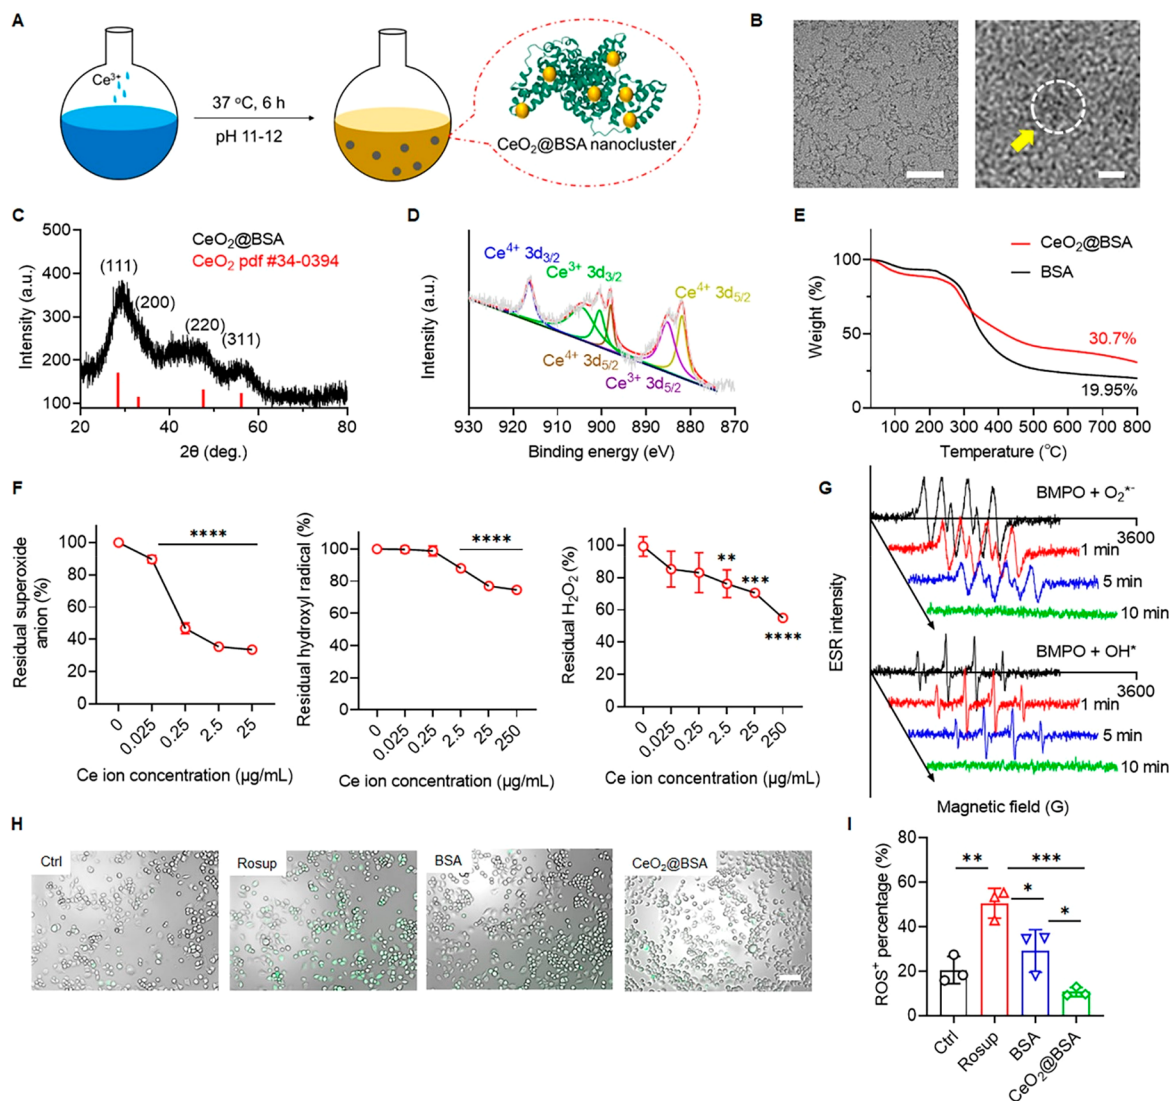 A
Ce³⁺
37 °C, 6 h
pH 11-12
CeO₂@BSA nanocluster
B
C
Intensity (a.u.)
500
400
300
200
100
CeO₂@BSA
CeO₂ pdf #34-0394
(111)
(200)
(220)
(311)
20 40 60 80
2θ (deg.)
D
Intensity (a.u.)
Ce⁴⁺ 3d₃/₂
Ce³⁺ 3d₃/₂
Ce⁴⁺ 3d₅/₂
Ce⁴⁺ 3d₅/₂
Ce³⁺ 3d₅/₂
930 920 910 900 890 880 870
Binding energy (eV)
E
Weight (%)
100
50
0
CeO₂@BSA
BSA
30.7%
19.95%
100 200 300 400 500 600 700 800
Temperature (℃)
F
Residual superoxide
anion (%)
100
80
60
40
20
0
****
0 0.025 0.25 2.5 25
Ce ion concentration (µg/mL)
Residual hydroxyl radical (%)
100
80
60
40
20
0
****
0 0.025 0.25 2.5 25 250
Ce ion concentration (µg/mL)
Residual H₂O₂ (%)
100
80
60
40
20
0
**
***
****
0 0.025 0.25 2.5 25 250
Ce ion concentration (µg/mL)
G
ESR intensity
BMPO + O₂*⁻
3600
1 min
5 min
10 min
BMPO + OH*
3600
1 min
5 min
10 min
Magnetic field (G)
H
Ctrl
Rosup
BSA
CeO₂@BSA
I
ROS⁺ percentage (%)
80
60
40
20
0
**
***
*
*
Ctrl
Rosup
BSA
CeO₂@BSA